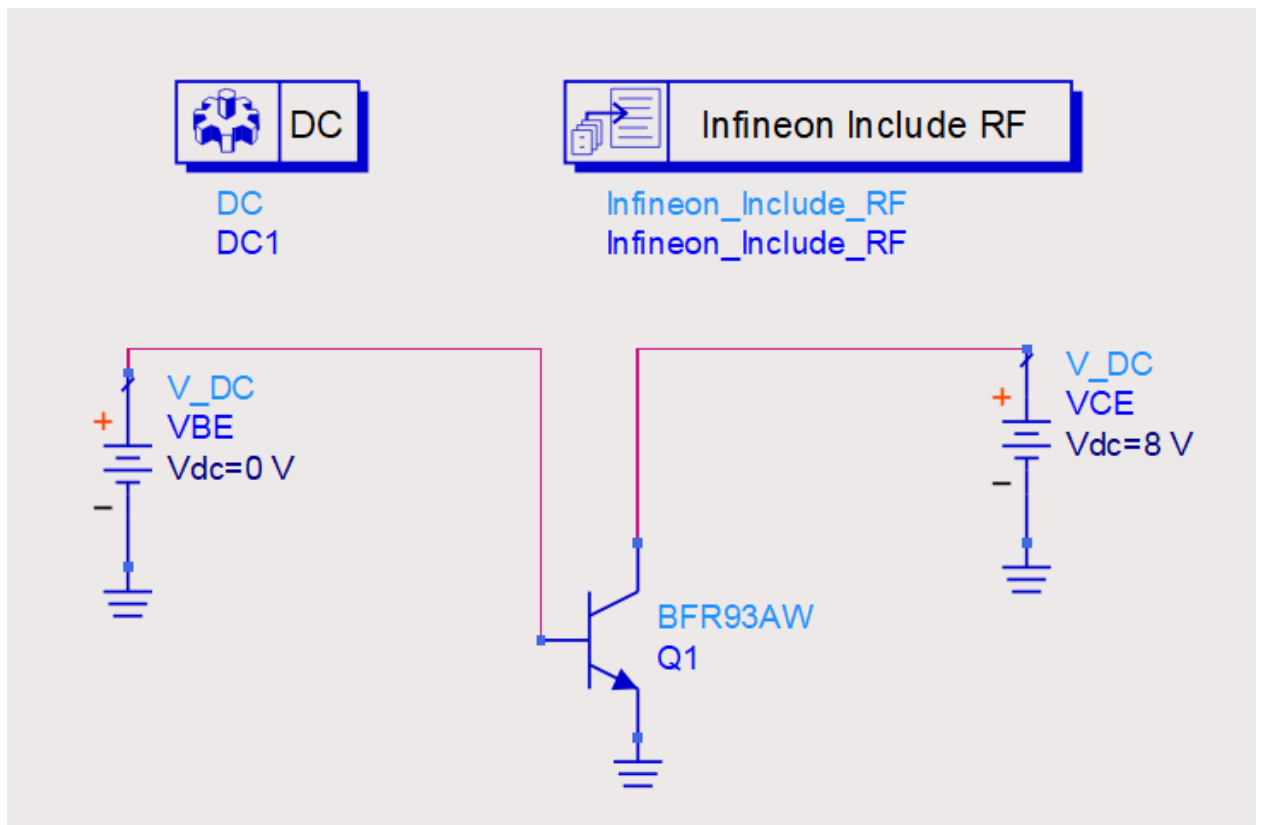 DC
Infineon Include RF
DC
DC1
Infineon_Include_RF
Infineon_Include_RF
V_DC
VBE
Vdc=0 V
+
−
V_DC
VCE
Vdc=8 V
+
−
BFR93AW
Q1